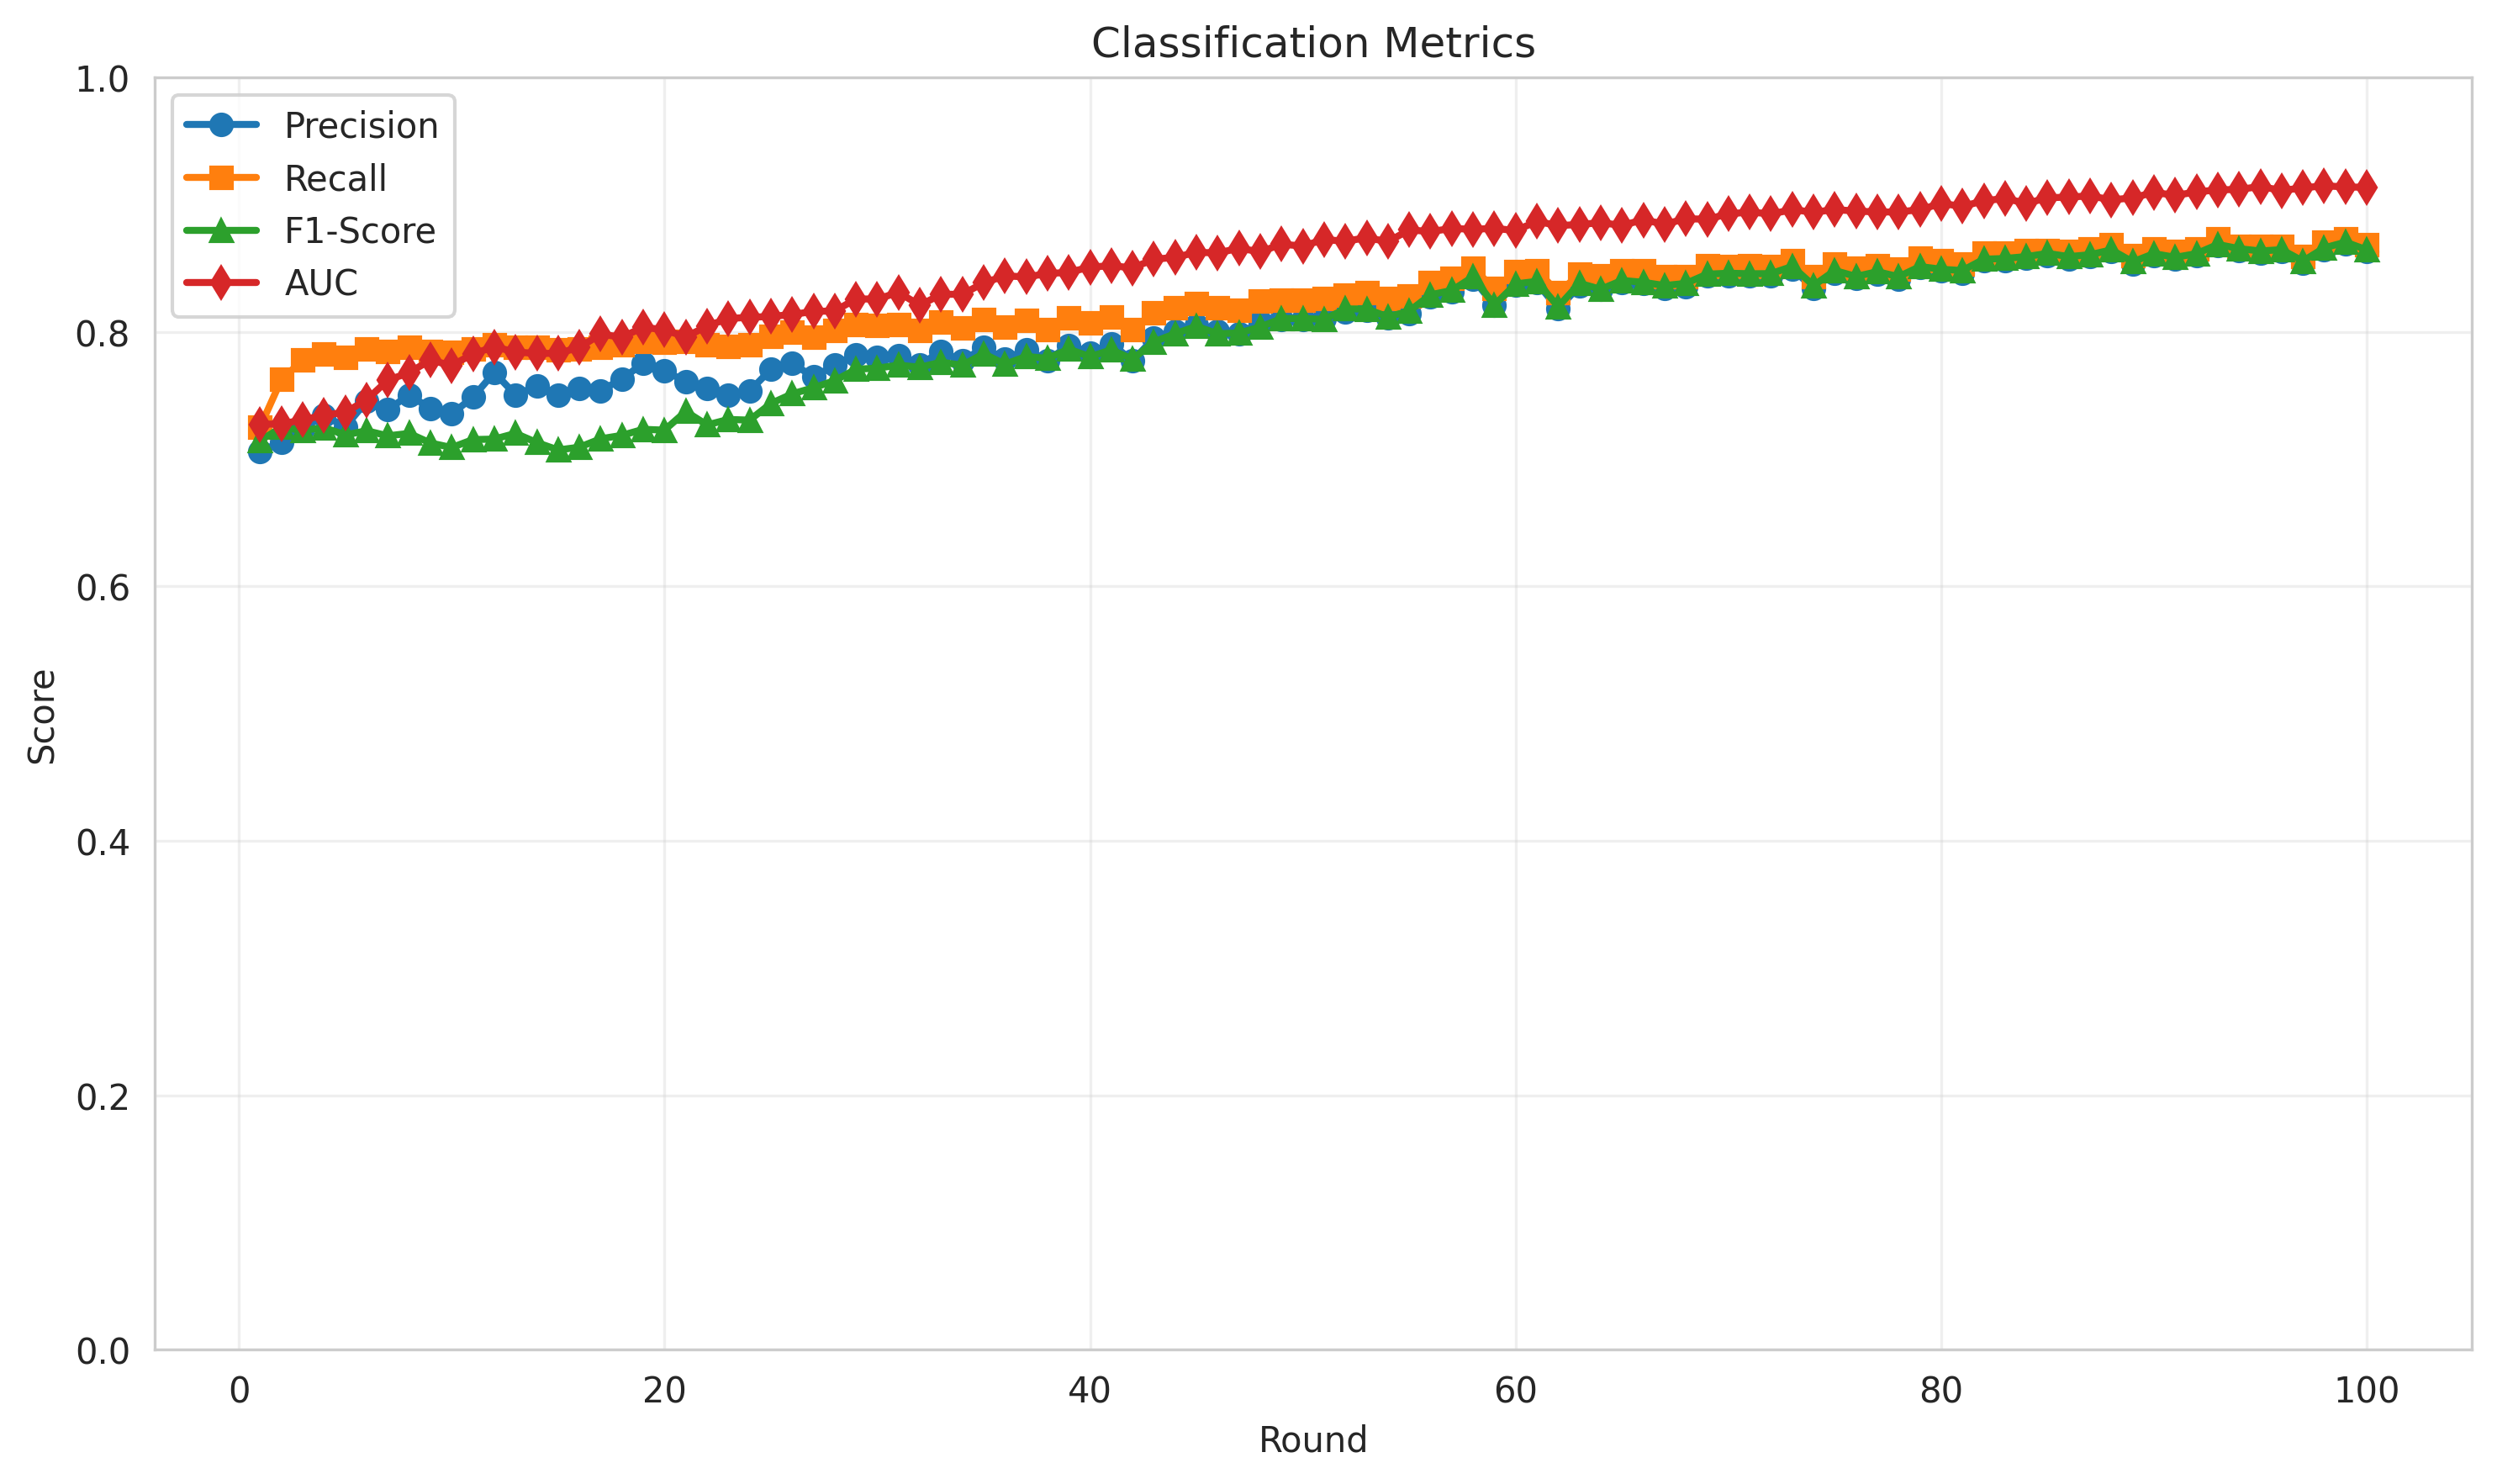 Classification Metrics
1.0
0.8
0.6
0.4
0.2
0.0
Score
Precision
Recall
F1-Score
AUC
0 20 40 60 80 100
Round